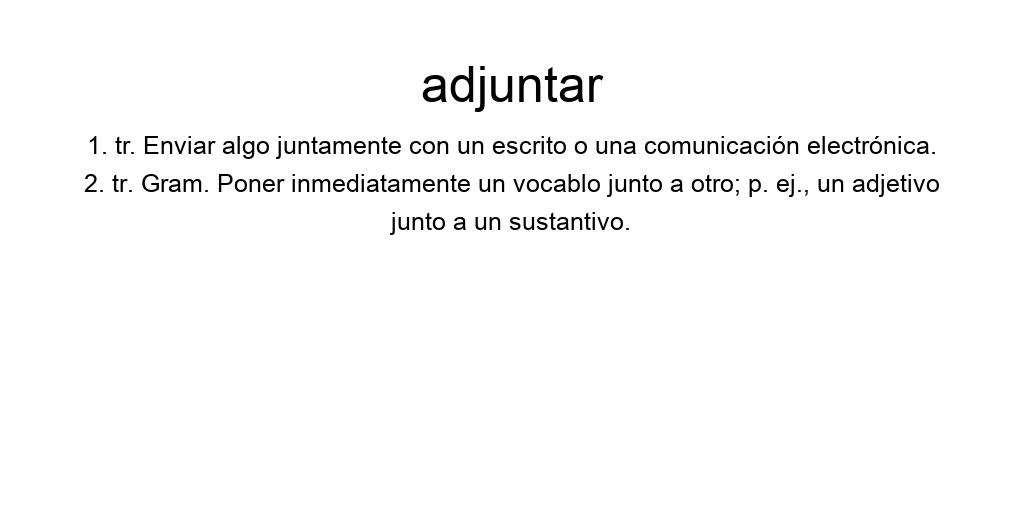 adjuntar
1. tr. Enviar algo juntamente con un escrito o una comunicación electrónica.
2. tr. Gram. Poner inmediatamente un vocablo junto a otro; p. ej., un adjetivo
junto a un sustantivo.